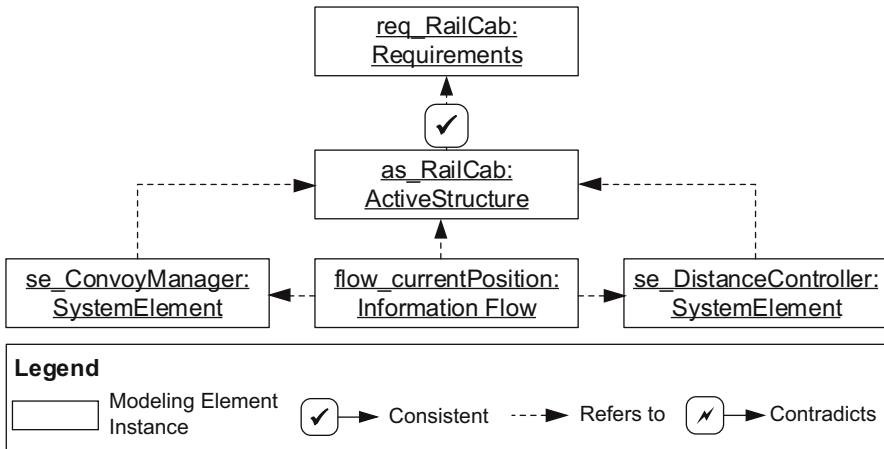 req_RailCab:
Requirements
as_RailCab:
ActiveStructure
se_ConvoyManager:
SystemElement
flow_currentPosition:
Information Flow
se_DistanceController:
SystemElement
Legend
Modeling Element
Instance
Consistent
Refers to
Contradicts